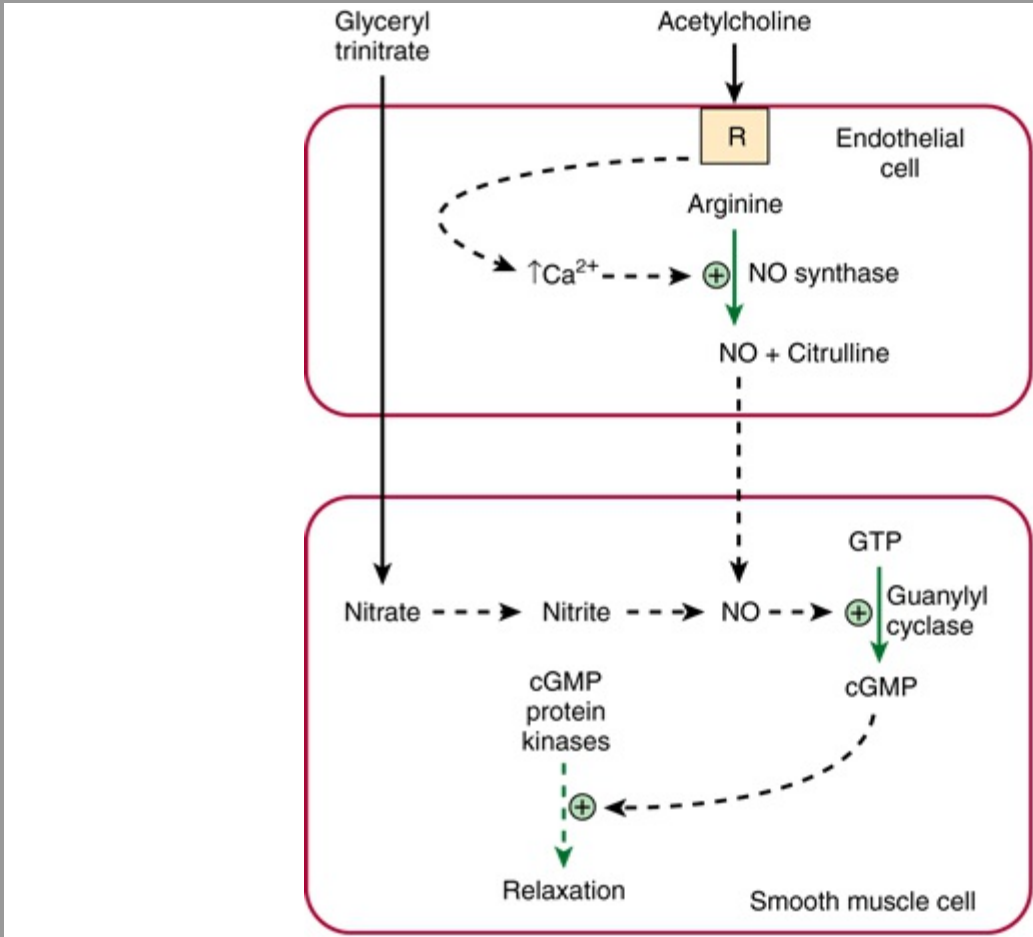 Glyceryl
trinitrate
Acetylcholine
R
Endothelial
cell
Arginine
↑Ca²⁺
+
NO synthase
NO + Citrulline
GTP
Nitrate
Nitrite
NO
+
Guanylyl
cyclase
cGMP
protein
kinases
cGMP
+
Relaxation
Smooth muscle cell